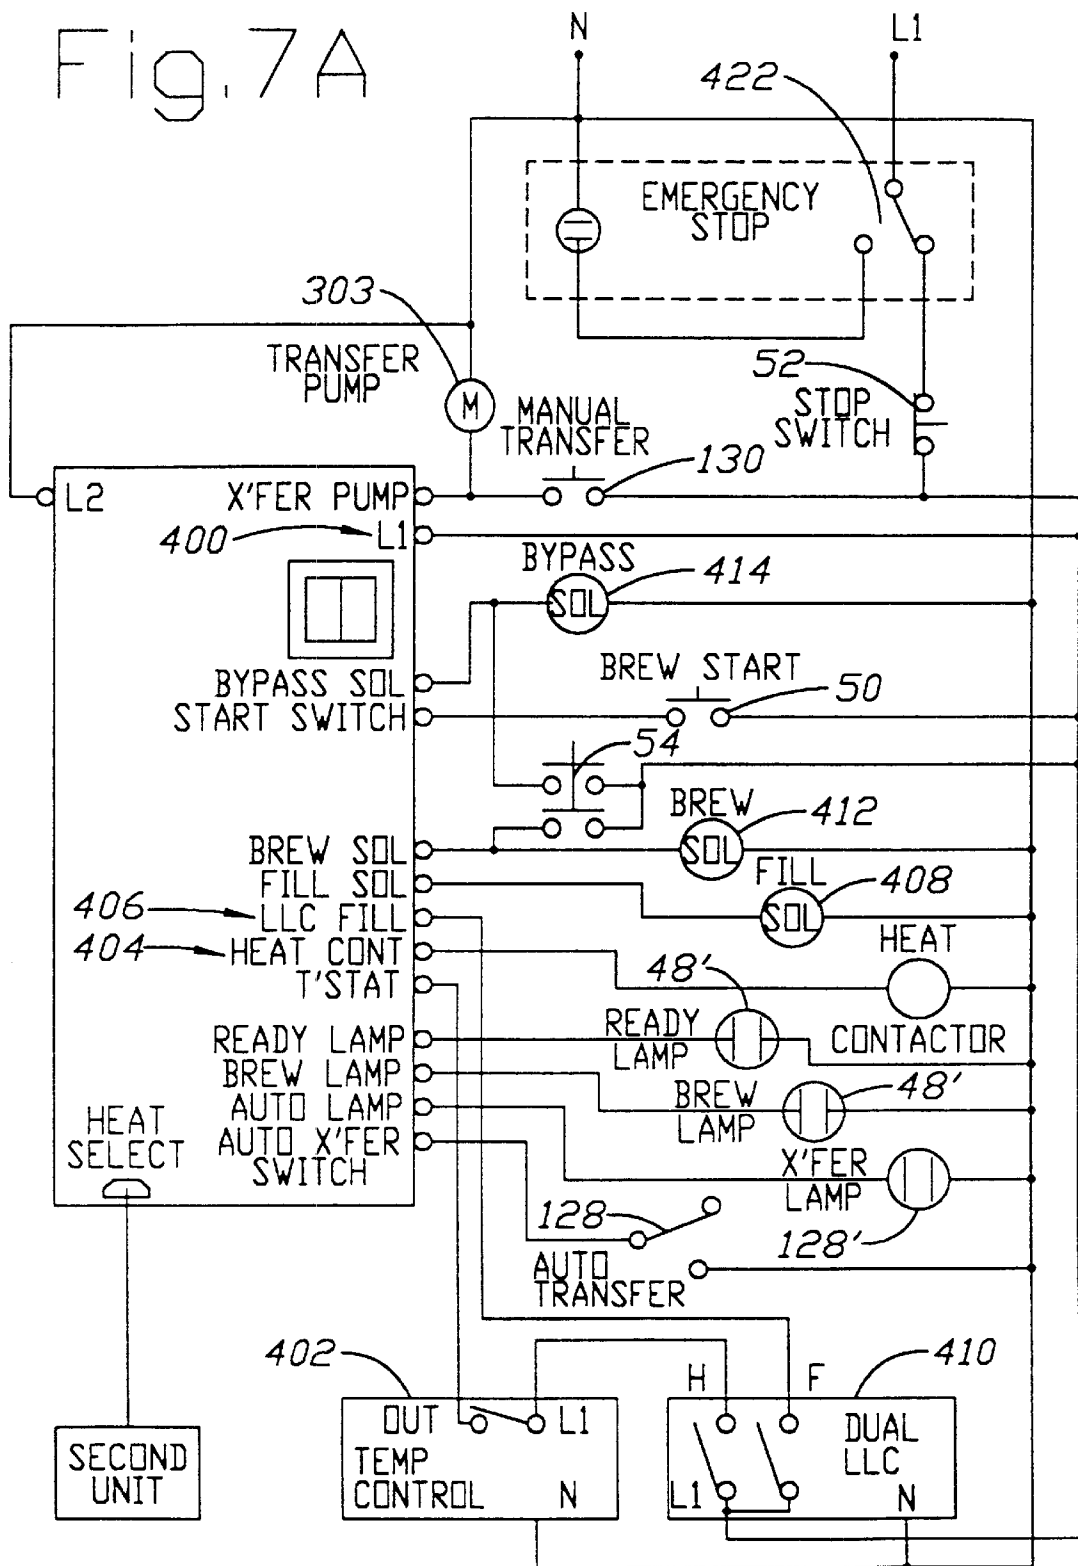 Fig.7A
N
L1
422
EMERGENCY
STOP
303
TRANSFER
PUMP
M
52
STOP
SWITCH
MANUAL
TRANSFER
130
L2
X'FER PUMP
400
L1
BYPASS
SOL
414
BREW START
BYPASS SOL
START SWITCH
50
54
BREW
SOL
412
BREW SOL
FILL SOL
FILL
SOL
408
406
LLC FILL
404
HEAT CONT
T'STAT
HEAT
CONTACTOR
48'
READY LAMP
READY
LAMP
BREW LAMP
BREW
LAMP
48'
AUTO LAMP
AUTO X'FER
SWITCH
HEAT
SELECT
X'FER
LAMP
128'
128
AUTO
TRANSFER
402
OUT
L1
TEMP
CONTROL
N
H
F
410
DUAL
LLC
L1
N
SECOND
UNIT